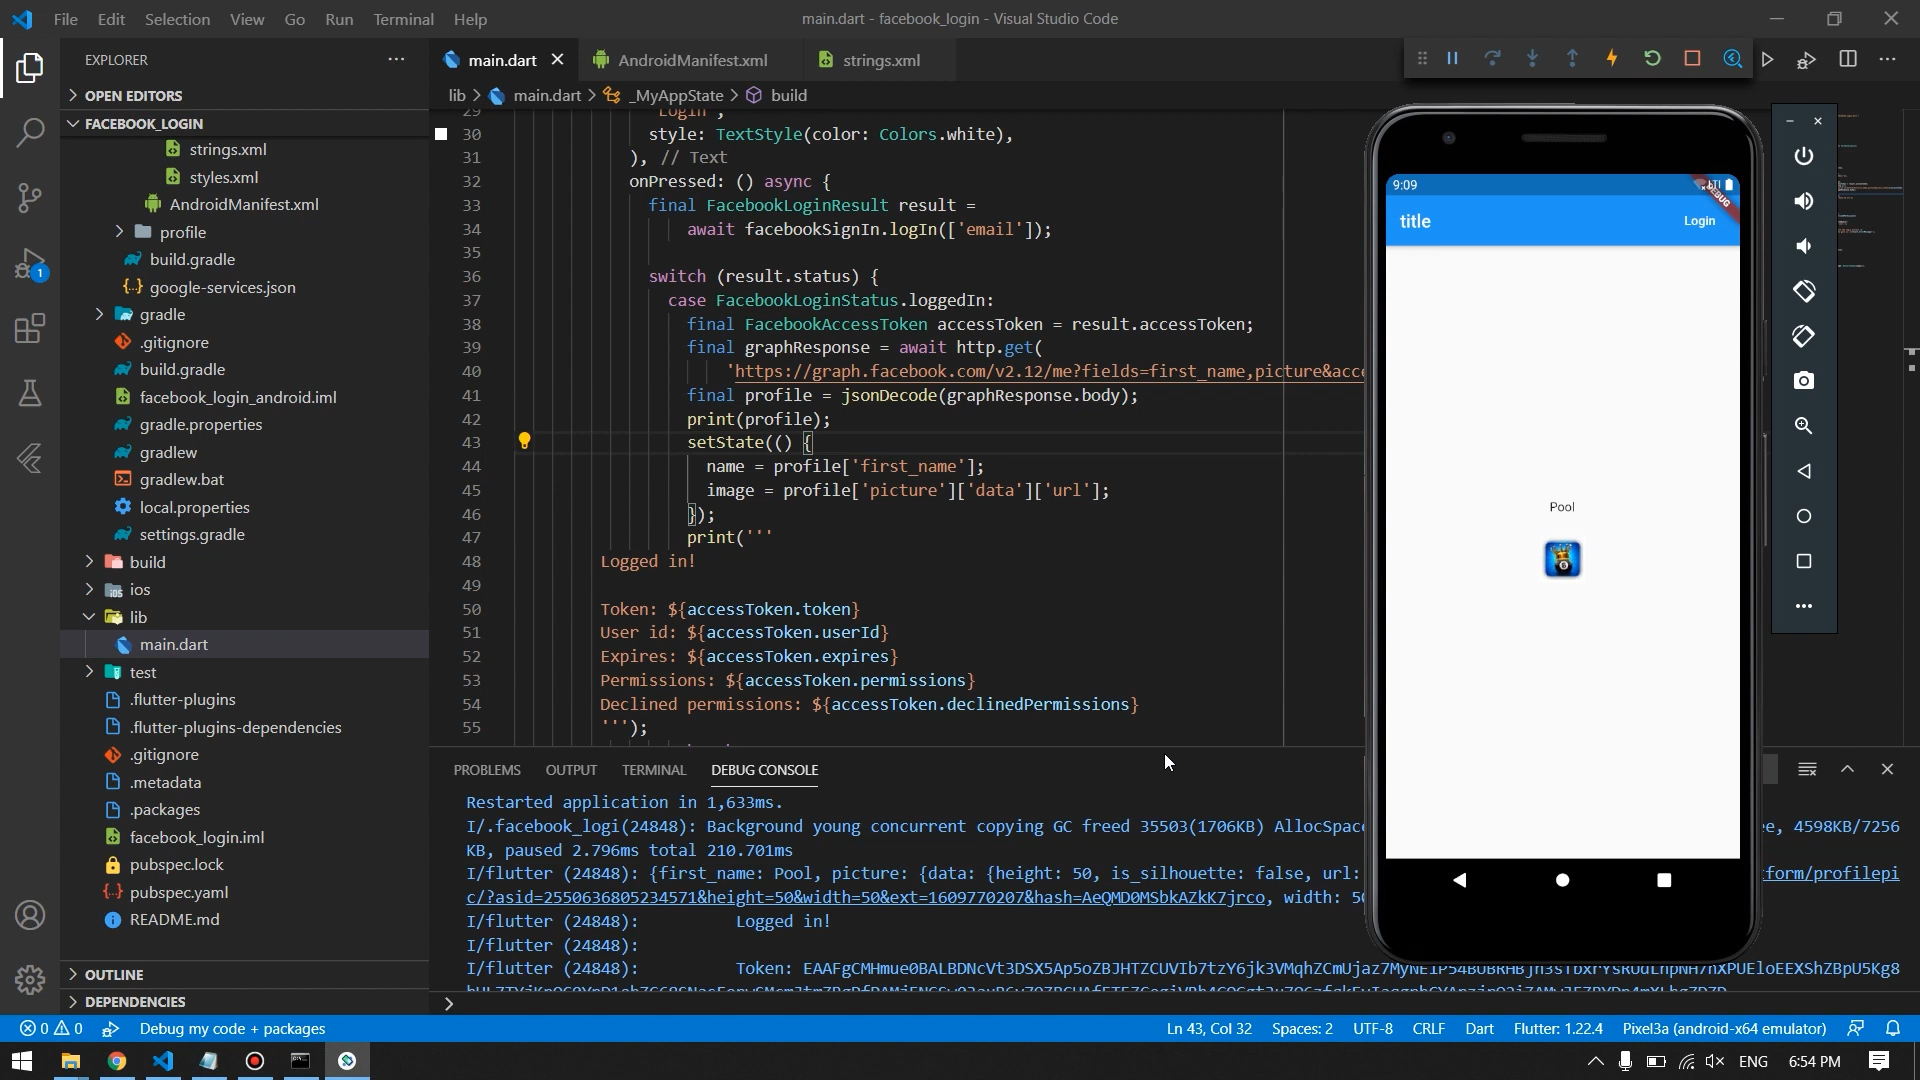 File Edit Selection View Go Run Terminal Help
main.dart - facebook_login - Visual Studio Code
EXPLORER
OPEN EDITORS
FACEBOOK_LOGIN
strings.xml
styles.xml
AndroidManifest.xml
profile
build.gradle
google-services.json
gradle
.gitignore
build.gradle
facebook_login_android.iml
gradle.properties
gradlew
gradlew.bat
local.properties
settings.gradle
build
ios
lib
main.dart
test
.flutter-plugins
.flutter-plugins-dependencies
.gitignore
.metadata
.packages
facebook_login.iml
pubspec.lock
pubspec.yaml
README.md
OUTLINE
DEPENDENCIES
1
main.dart AndroidManifest.xml strings.xml
lib > main.dart > _MyAppState > build
29 'Login',
30 style: TextStyle(color: Colors.white),
31 ), // Text
32 onPressed: () async {
33 final FacebookLoginResult result =
34 await facebookSignIn.logIn(['email']);
35
36 switch (result.status) {
37 case FacebookLoginStatus.loggedIn:
38 final FacebookAccessToken accessToken = result.accessToken;
39 final graphResponse = await http.get(
40 'https://graph.facebook.com/v2.12/me?fields=first_name,picture&acce
41 final profile = jsonDecode(graphResponse.body);
42 print(profile);
43 setState(() {
44 name = profile['first_name'];
45 image = profile['picture']['data']['url'];
46 });
47 print('''
48 Logged in!
49
50 Token: ${accessToken.token}
51 User id: ${accessToken.userId}
52 Expires: ${accessToken.expires}
53 Permissions: ${accessToken.permissions}
54 Declined permissions: ${accessToken.declinedPermissions}
55 ''');
9:09
DEBUG
title Login
Pool
PROBLEMS OUTPUT TERMINAL DEBUG CONSOLE
Restarted application in 1,633ms.
I/.facebook_logi(24848): Background young concurrent copying GC freed 35503(1706KB) AllocSpace e, 4598KB/7256
KB, paused 2.796ms total 210.701ms
I/flutter (24848): {first_name: Pool, picture: {data: {height: 50, is_silhouette: false, url: tform/profilepi
c/?asid=2550636805234571&height=50&width=50&ext=1609770207&hash=AeQMD0MSbkAZkK7jrco, width: 50
I/flutter (24848): Logged in!
I/flutter (24848):
I/flutter (24848): Token:
0 0 Debug my code + packages
Ln 43, Col 32 Spaces: 2 UTF-8 CRLF Dart Flutter: 1.22.4 Pixel3a (android-x64 emulator)
ENG 6:54 PM